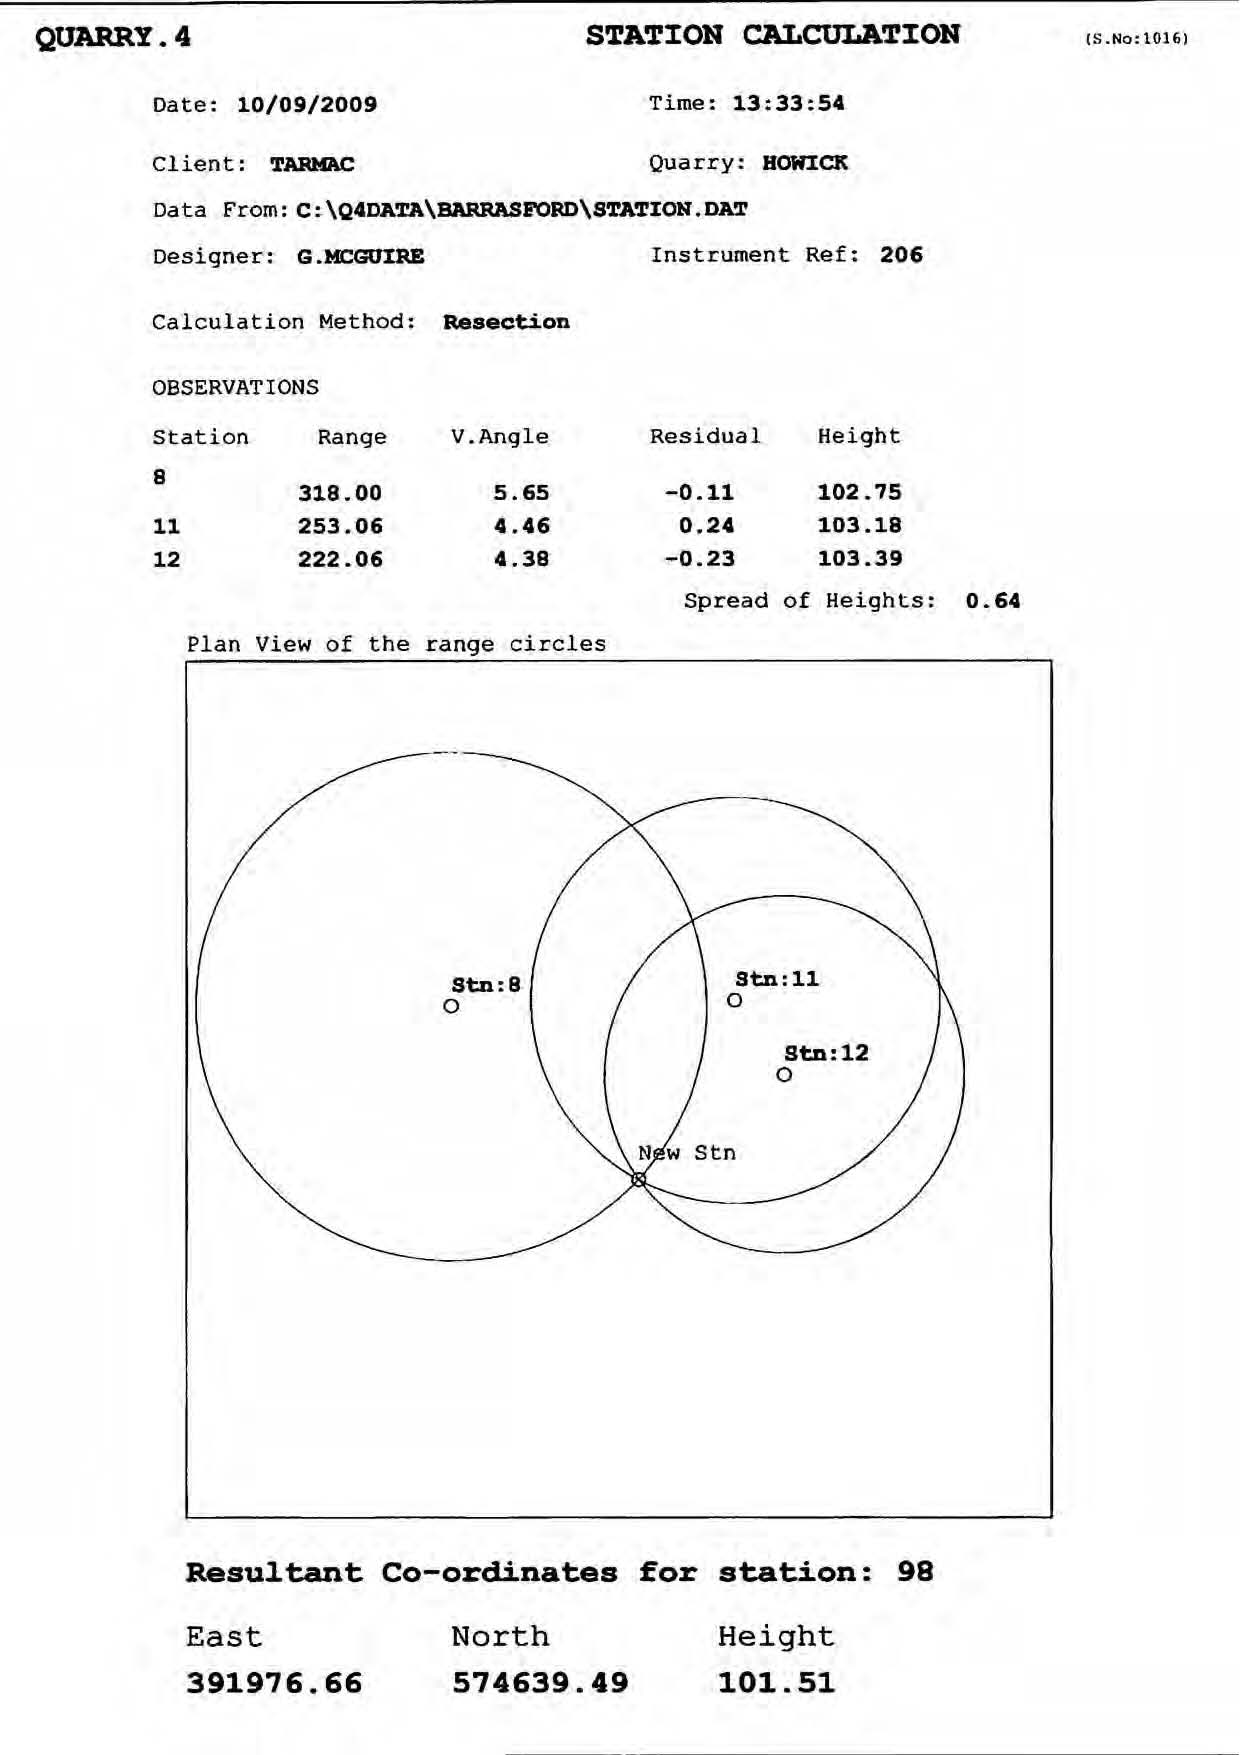 QUARRY.4 STATION CALCULATION (S.No:1016)
Date: 10/09/2009 Time: 13:33:54
Client: TARMAC Quarry: HOWICK
Data From: C:\Q4DATA\BARRASFORD\STATION.DAT
Designer: G.MCGUIRE Instrument Ref: 206
Calculation Method: Resection
OBSERVATIONS
Station Range V.Angle Residual Height
8
318.00 5.65 -0.11 102.75
11 253.06 4.46 0.24 103.18
12 222.06 4.38 -0.23 103.39
Spread of Heights: 0.64
Plan View of the range circles
Stn:8
Stn:11
Stn:12
New Stn
Resultant Co-ordinates for station: 98
East North Height
391976.66 574639.49 101.51